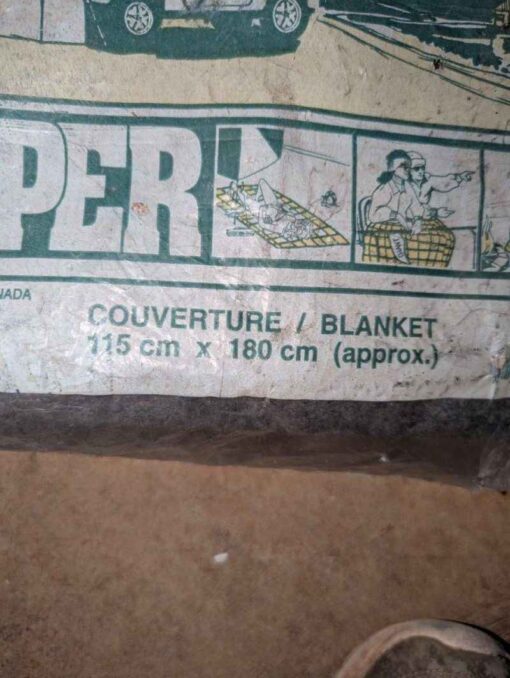 PER
NADA
COUVERTURE / BLANKET
115 cm x 180 cm (approx.)